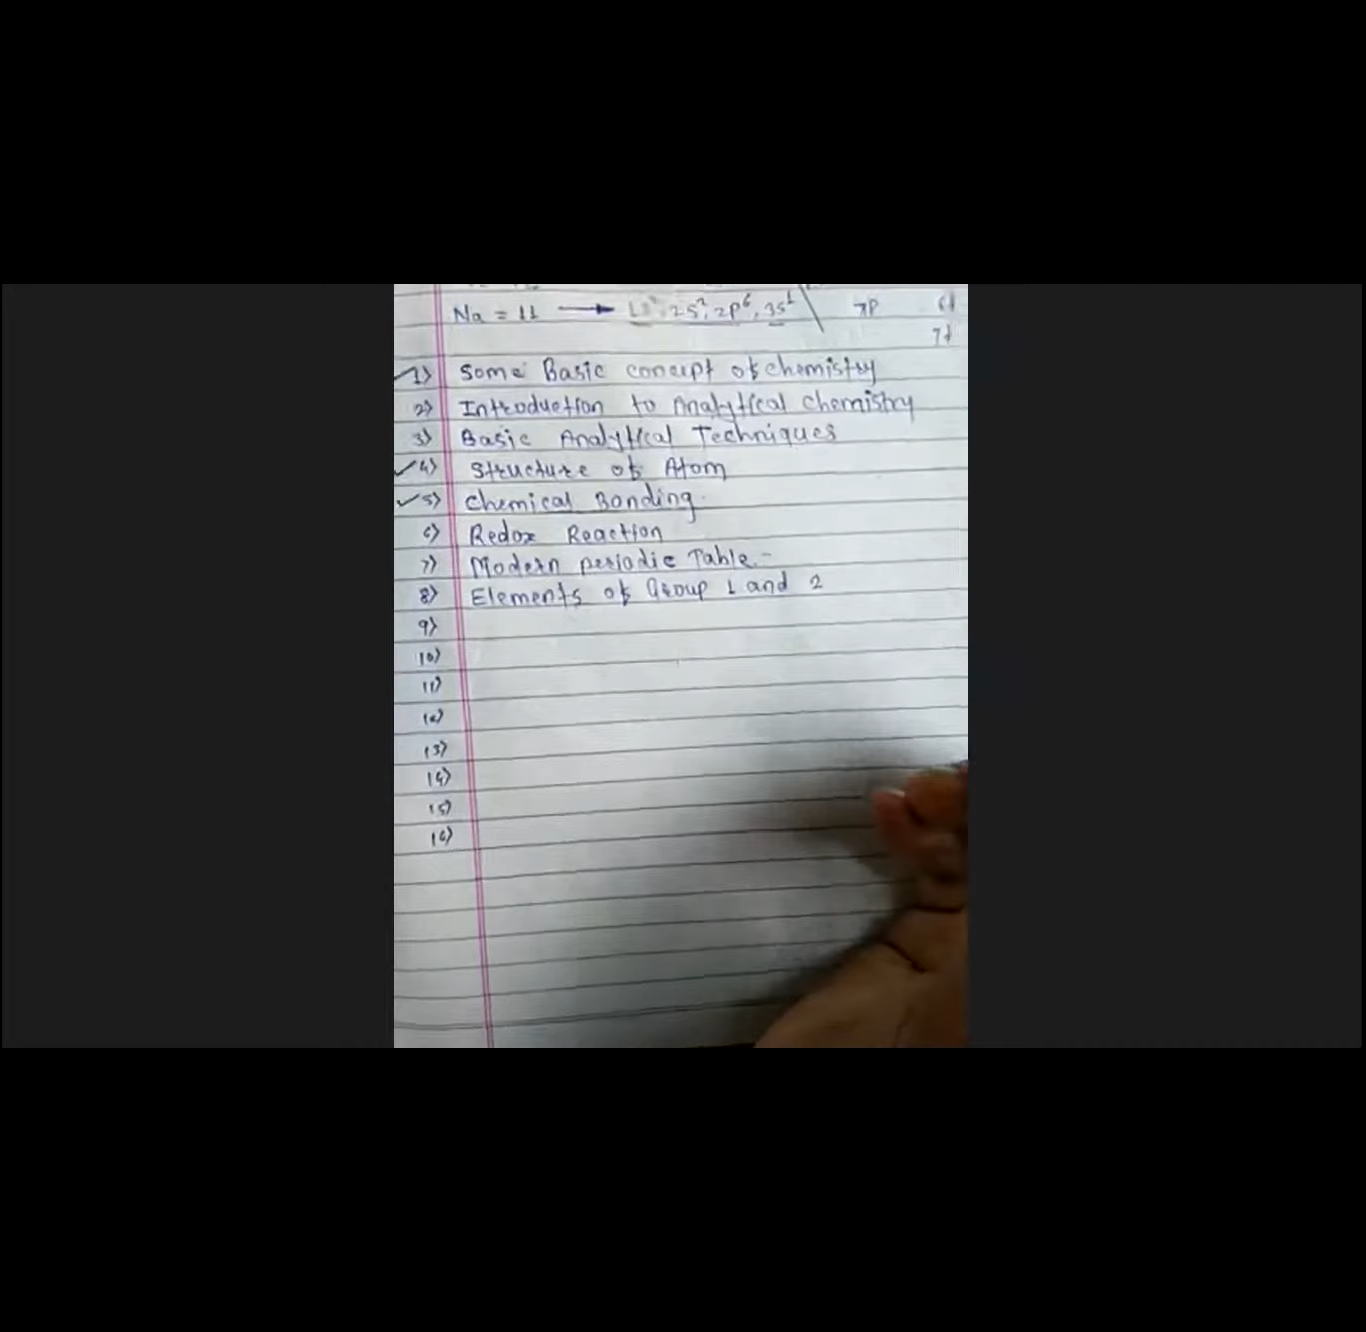 Na = 11 → 1s², 2s², 2p⁶, 3s¹ 7P 6d
7d
1) Some Basic concept of chemistry
2) Introduction to Analytical chemistry
3) Basic Analytical Techniques
4) Structure of Atom
5) Chemical Bonding.
6) Redox Reaction
7) Modern periodic Table.-
8) Elements of Group 1 and 2
9)
10)
11)
12)
13)
14)
15)
16)